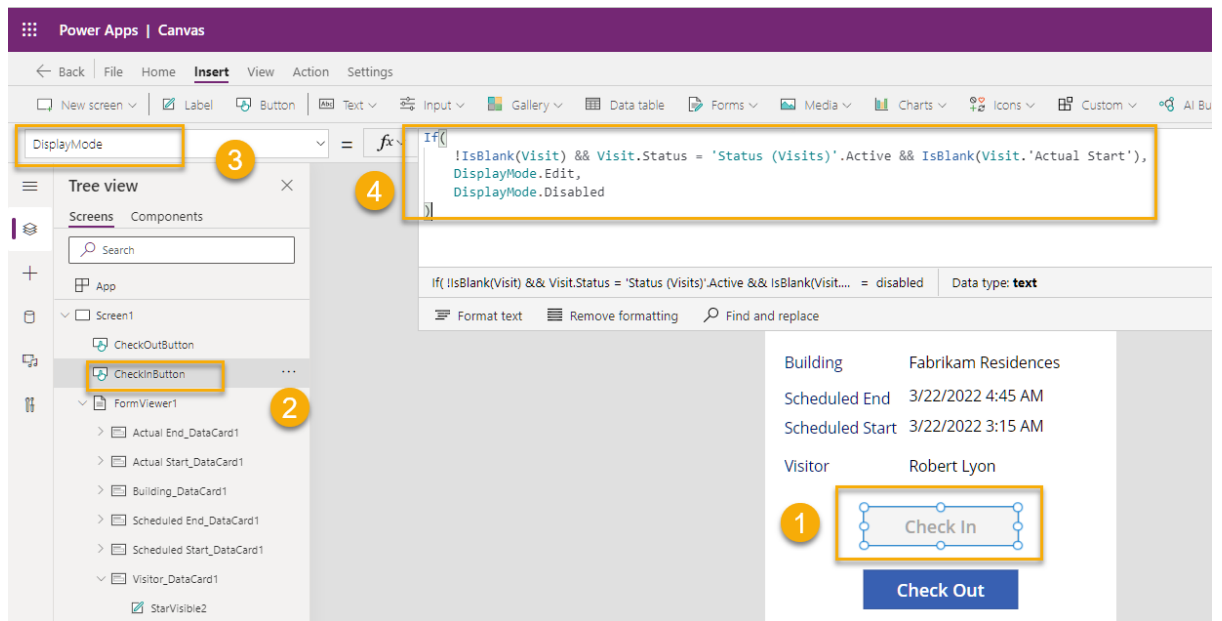 Power Apps | Canvas
Back File Home Insert View Action Settings
New screen Label Button Abc Text Input Gallery Data table Forms Media Charts Icons Custom AI Bu
DisplayMode = fx If(
!IsBlank(Visit) && Visit.Status = 'Status (Visits)'.Active && IsBlank(Visit.'Actual Start'),
DisplayMode.Edit,
DisplayMode.Disabled
)
3
4
Tree view
Screens Components
Search
App
If( !IsBlank(Visit) && Visit.Status = 'Status (Visits)'.Active && IsBlank(Visit.... = disabled Data type: text
Format text Remove formatting Find and replace
Screen1
CheckOutButton
CheckInButton ...
2
FormViewer1
Actual End_DataCard1
Actual Start_DataCard1
Building_DataCard1
Scheduled End_DataCard1
Scheduled Start_DataCard1
Visitor_DataCard1
StarVisible2
Building Fabrikam Residences
Scheduled End 3/22/2022 4:45 AM
Scheduled Start 3/22/2022 3:15 AM
Visitor Robert Lyon
1
Check In
Check Out